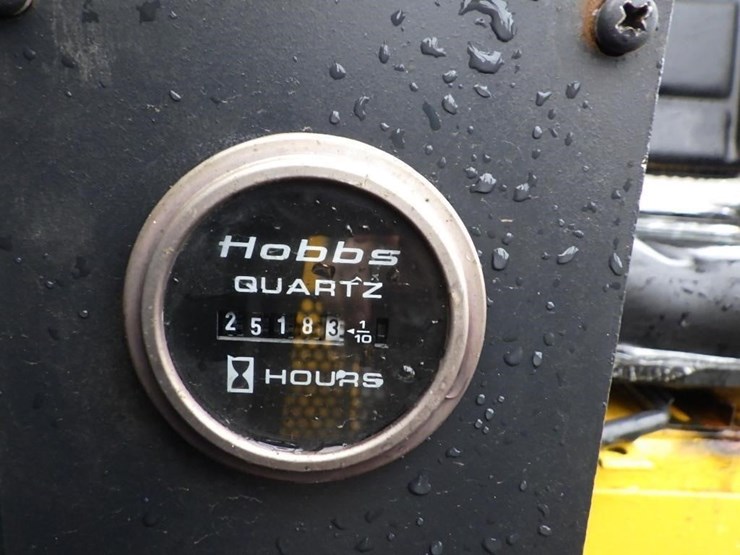 Hobbs
QUARTZ
25183 ◄1/10
HOURS